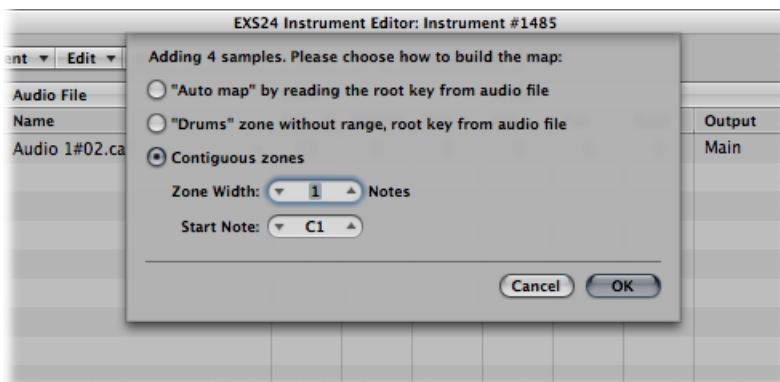 EXS24 Instrument Editor: Instrument #1485
Edit
Adding 4 samples. Please choose how to build the map:
"Auto map" by reading the root key from audio file
"Drums" zone without range, root key from audio file
Contiguous zones
Zone Width: 1 Notes
Start Note: C1
Cancel OK
Audio File
Name Output
Audio 1#02.ca Main